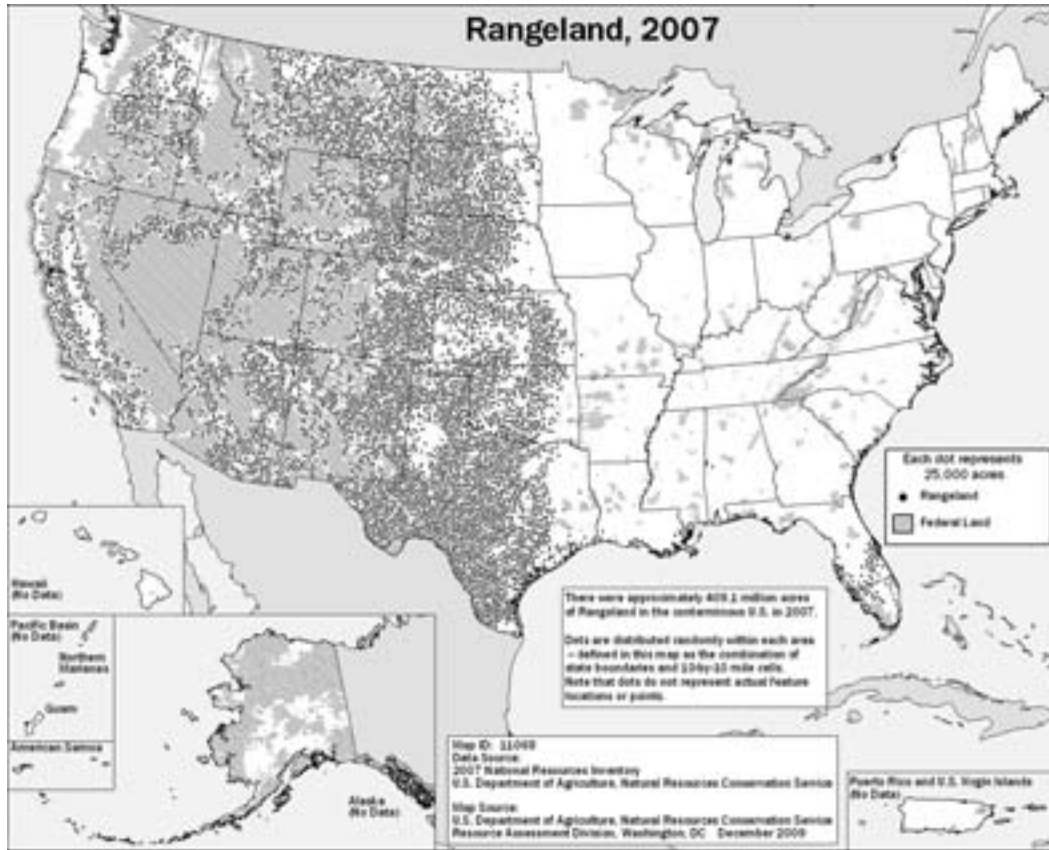 Rangeland, 2007
Each dot represents
25,000 acres
Rangeland
Federal Land
Hawaii
(No Data)
Pacific Basin
(No Data)
Northern
Marianas
Guam
American Samoa
Alaska
(No Data)
There were approximately 409.1 million acres
of Rangeland in the conterminous U.S. in 2007.
Dots are distributed randomly within each area
– defined in this map as the combination of
state boundaries and 10-by-10 mile cells.
Note that dots do not represent actual feature
locations or points.
Map ID: 11069
Data Source:
2007 National Resources Inventory
U.S. Department of Agriculture, Natural Resources Conservation Service
Map Source:
U.S. Department of Agriculture, Natural Resources Conservation Service
Resource Assessment Division, Washington, DC December 2009
Puerto Rico and U.S. Virgin Islands
(No Data)